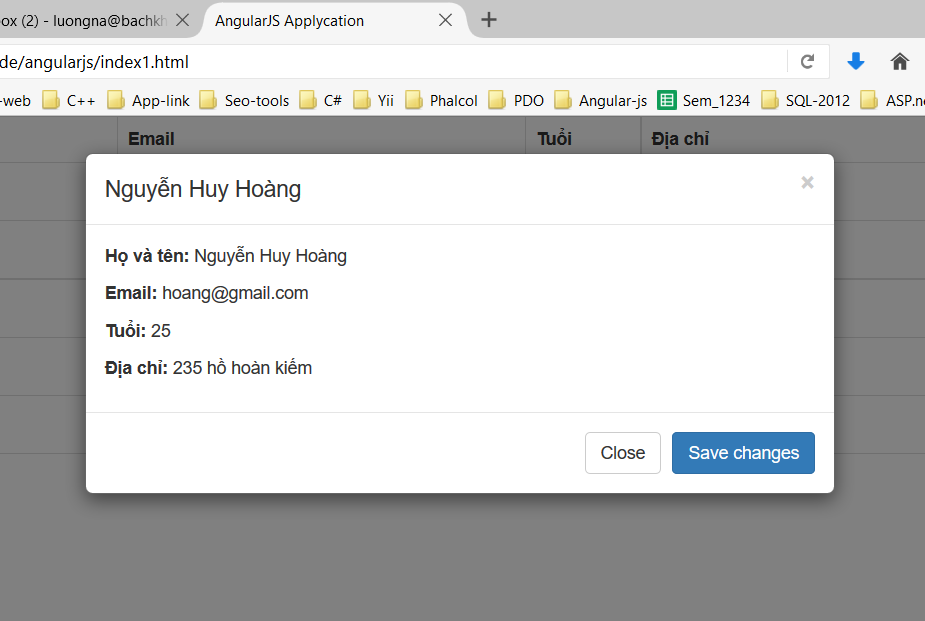 ox (2) - luongna@bachkh
AngularJS Applycation
de/angularjs/index1.html
-web C++ App-link Seo-tools C# Yii Phalcol PDO Angular-js Sem_1234 SQL-2012 ASP.ne
Email Tuổi Địa chỉ
Nguyễn Huy Hoàng ×
Họ và tên: Nguyễn Huy Hoàng
Email: hoang@gmail.com
Tuổi: 25
Địa chỉ: 235 hồ hoàn kiếm
Close Save changes